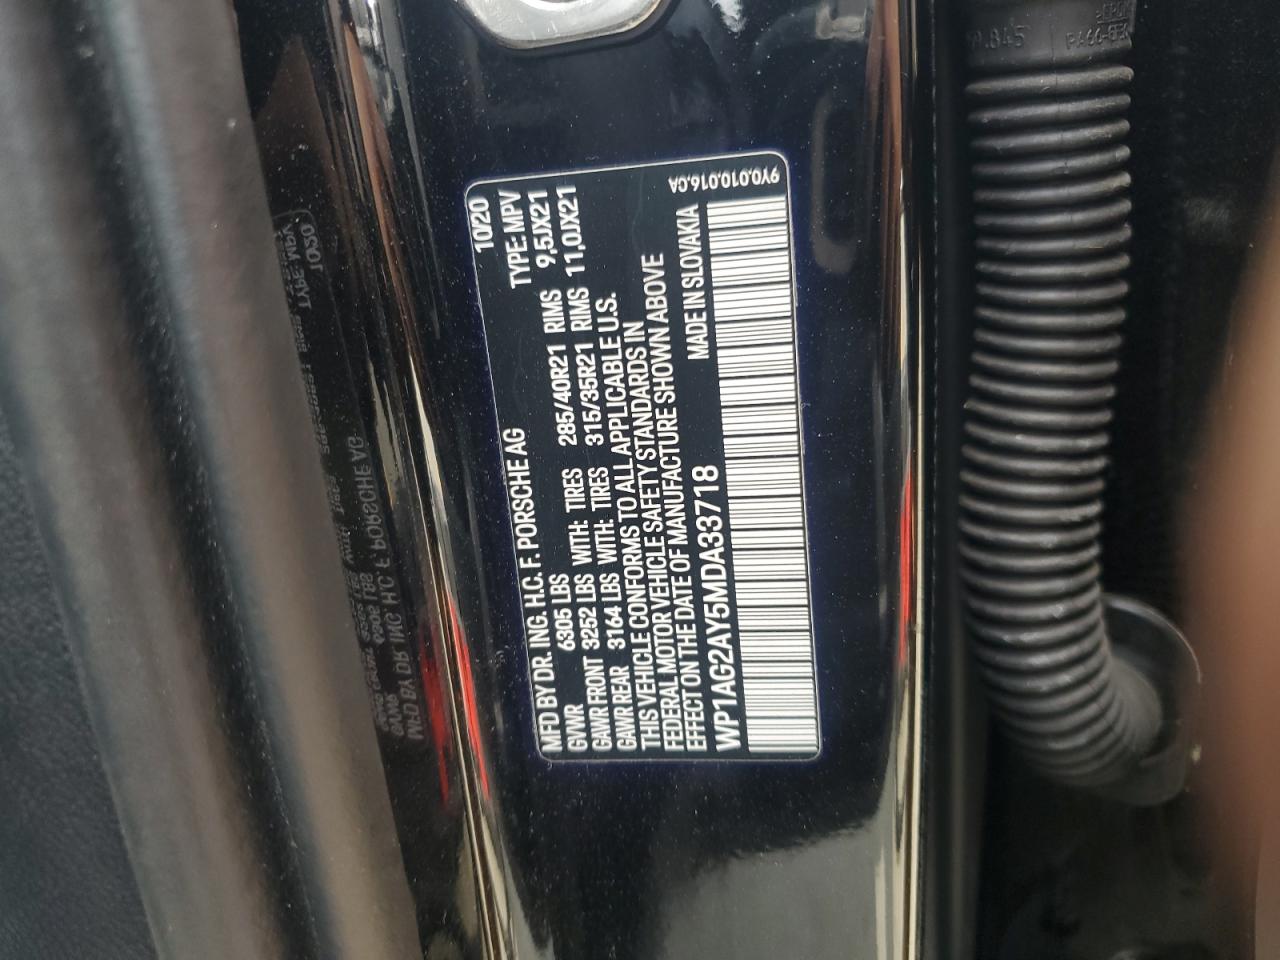 MFD BY DR. ING. H.C. F. PORSCHE AG 10/20
GVWR 6305 LBS TYPE: MPV
GAWR FRONT 3252 LBS WITH: TIRES 285/40R21 RIMS 9,5JX21
GAWR REAR 3164 LBS WITH: TIRES 315/35R21 RIMS 11,0JX21
THIS VEHICLE CONFORMS TO ALL APPLICABLE U.S.
FEDERAL MOTOR VEHICLE SAFETY STANDARDS IN
EFFECT ON THE DATE OF MANUFACTURE SHOWN ABOVE
WP1AG2AY5MDA33718 MADE IN SLOVAKIA
9Y0.010.016.CA